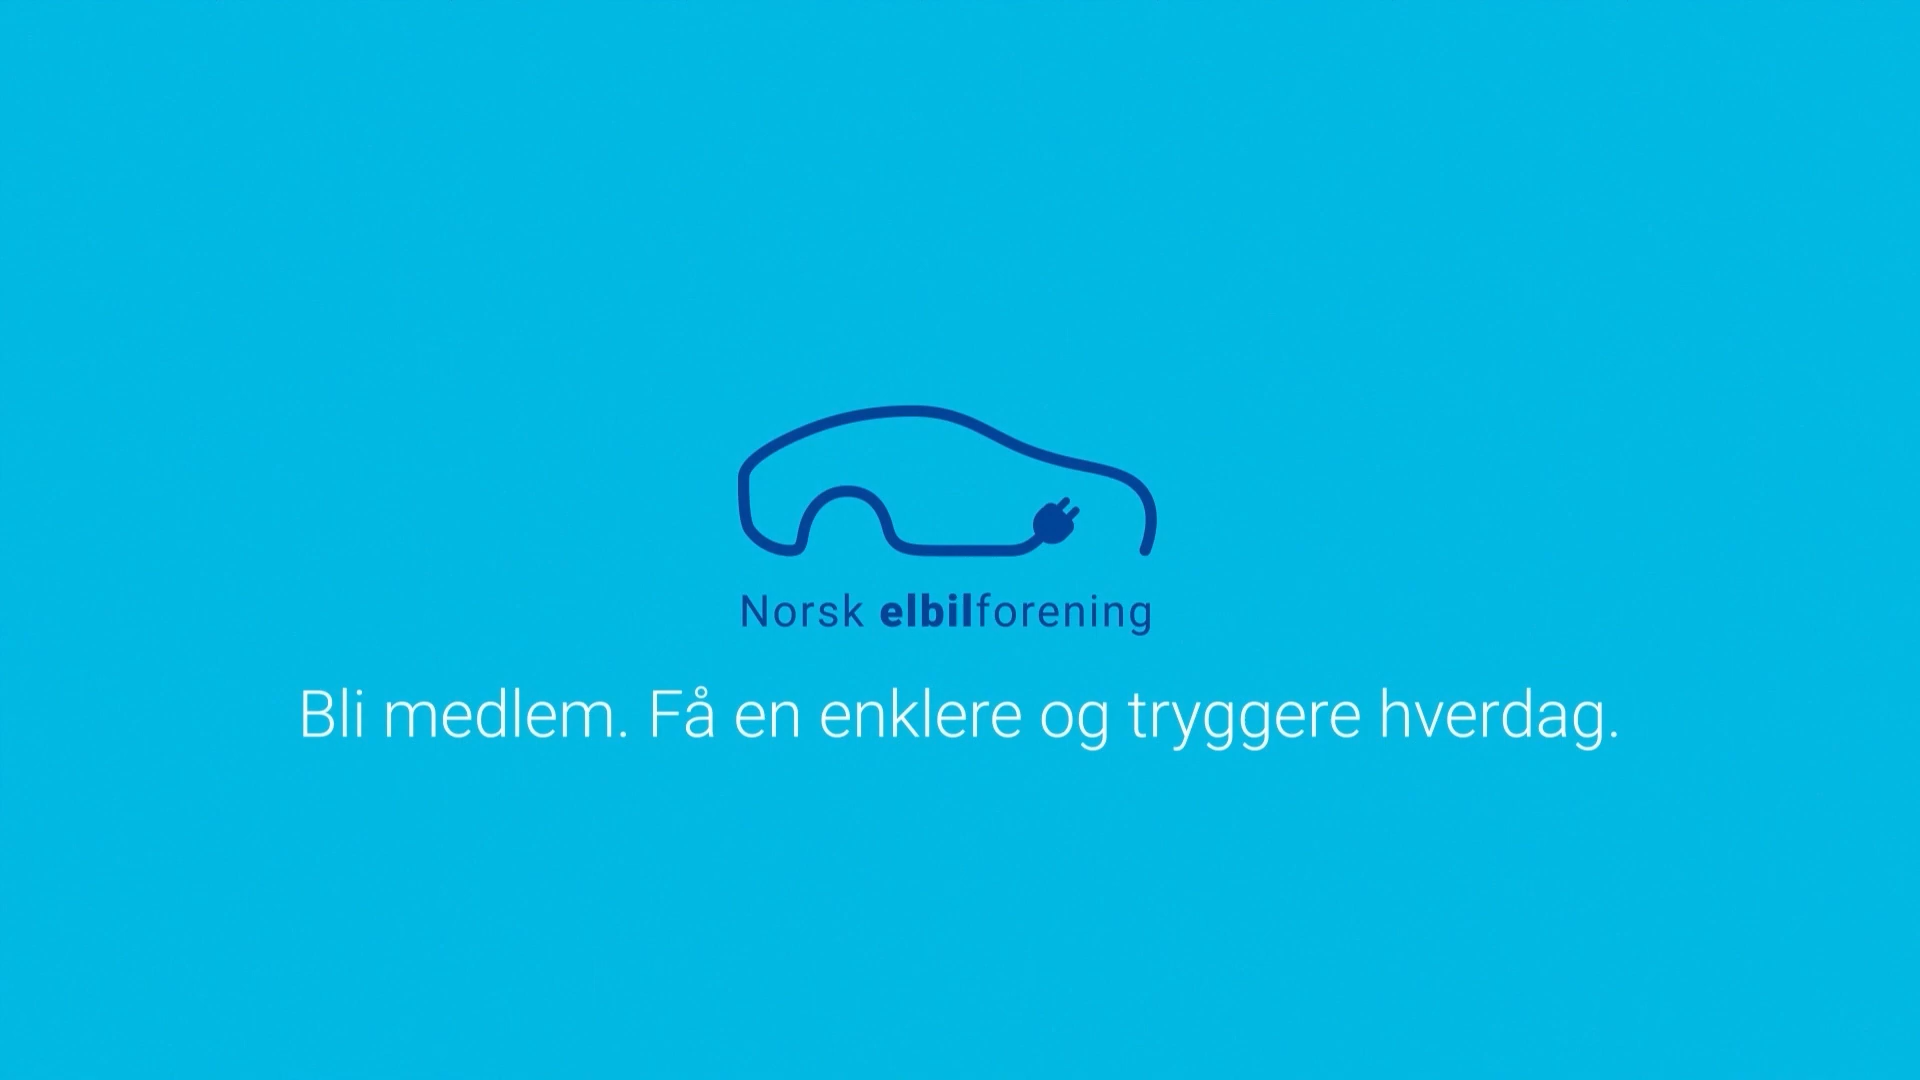 Norsk elbilforening
Bli medlem. Få en enklere og tryggere hverdag.